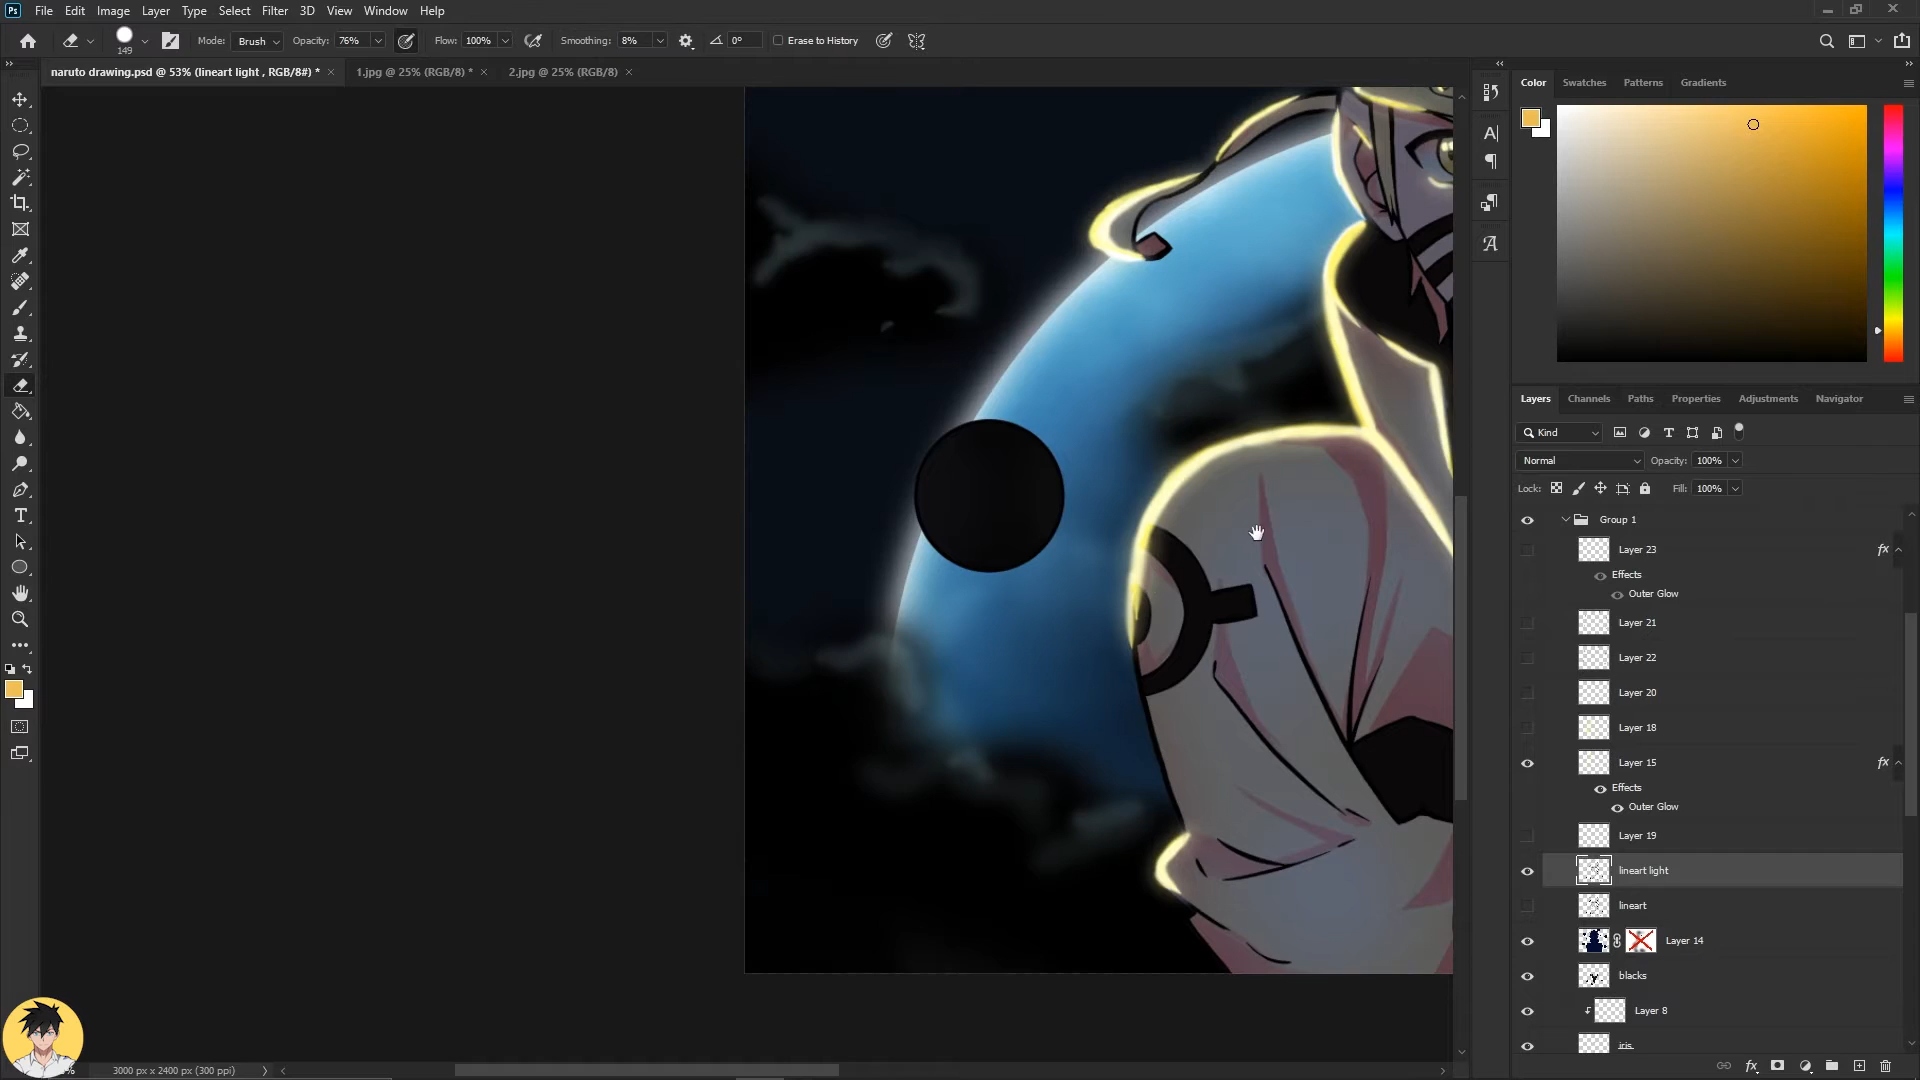 Ps File Edit Image Layer Type Select Filter 3D View Window Help
149 Mode: Brush Opacity: 76% Flow: 100% Smoothing: 8% 0° Erase to History
naruto drawing.psd @ 53% (lineart light , RGB/8#) * × 1.jpg @ 25% (RGB/8) * × 2.jpg @ 25% (RGB/8) ×
Color Swatches Patterns Gradients
Layers Channels Paths Properties Adjustments Navigator
Kind
Normal Opacity: 100%
Lock: Fill: 100%
Group 1
Layer 23 fx
Effects
Outer Glow
Layer 21
Layer 22
Layer 20
Layer 18
Layer 15 fx
Effects
Outer Glow
Layer 19
lineart light
lineart
Layer 14
blacks
Layer 8
iris
3000 px x 2400 px (300 ppi)
fx